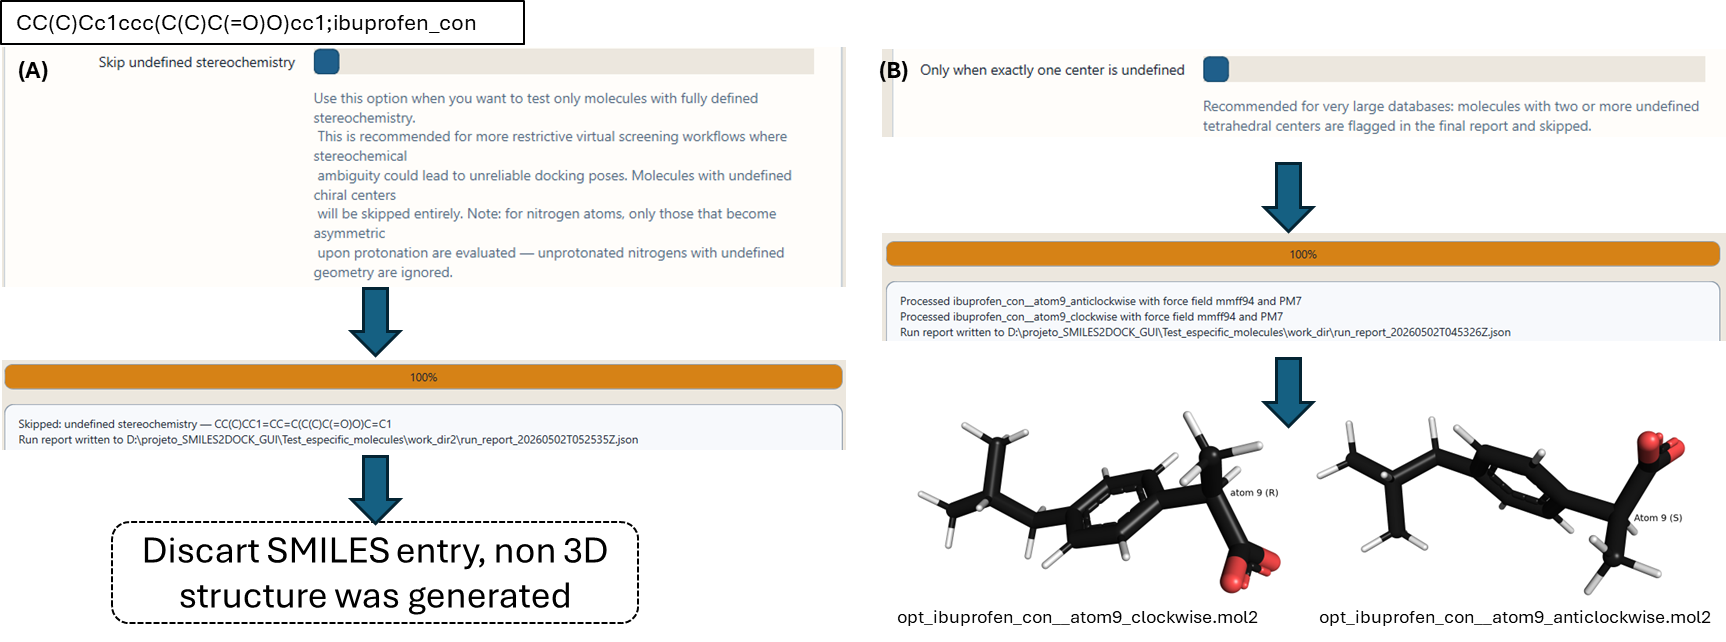 CC(C)Cc1ccc(C(C)C(=O)O)cc1;ibuprofen_con
(A)
Skip undefined stereochemistry
Use this option when you want to test only molecules with fully defined
stereochemistry.
This is recommended for more restrictive virtual screening workflows where
stereochemical
ambiguity could lead to unreliable docking poses. Molecules with undefined
chiral centers
will be skipped entirely. Note: for nitrogen atoms, only those that become
asymmetric
upon protonation are evaluated — unprotonated nitrogens with undefined
geometry are ignored.
100%
Skipped: undefined stereochemistry — CC(C)CC1=CC=C(C(C)C(=O)O)C=C1
Run report written to D:\projeto_SMILES2DOCK_GUI\Test_especific_molecules\work_dir2\run_report_20260502T052535Z.json
Discart SMILES entry, non 3D
structure was generated
(B)
Only when exactly one center is undefined
Recommended for very large databases: molecules with two or more undefined
tetrahedral centers are flagged in the final report and skipped.
100%
Processed ibuprofen_con__atom9_anticlockwise with force field mmff94 and PM7
Processed ibuprofen_con__atom9_clockwise with force field mmff94 and PM7
Run report written to D:\projeto_SMILES2DOCK_GUI\Test_especific_molecules\work_dir\run_report_20260502T045326Z.json
atom 9 (R)
Atom 9 (S)
opt_ibuprofen_con__atom9_clockwise.mol2
opt_ibuprofen_con__atom9_anticlockwise.mol2